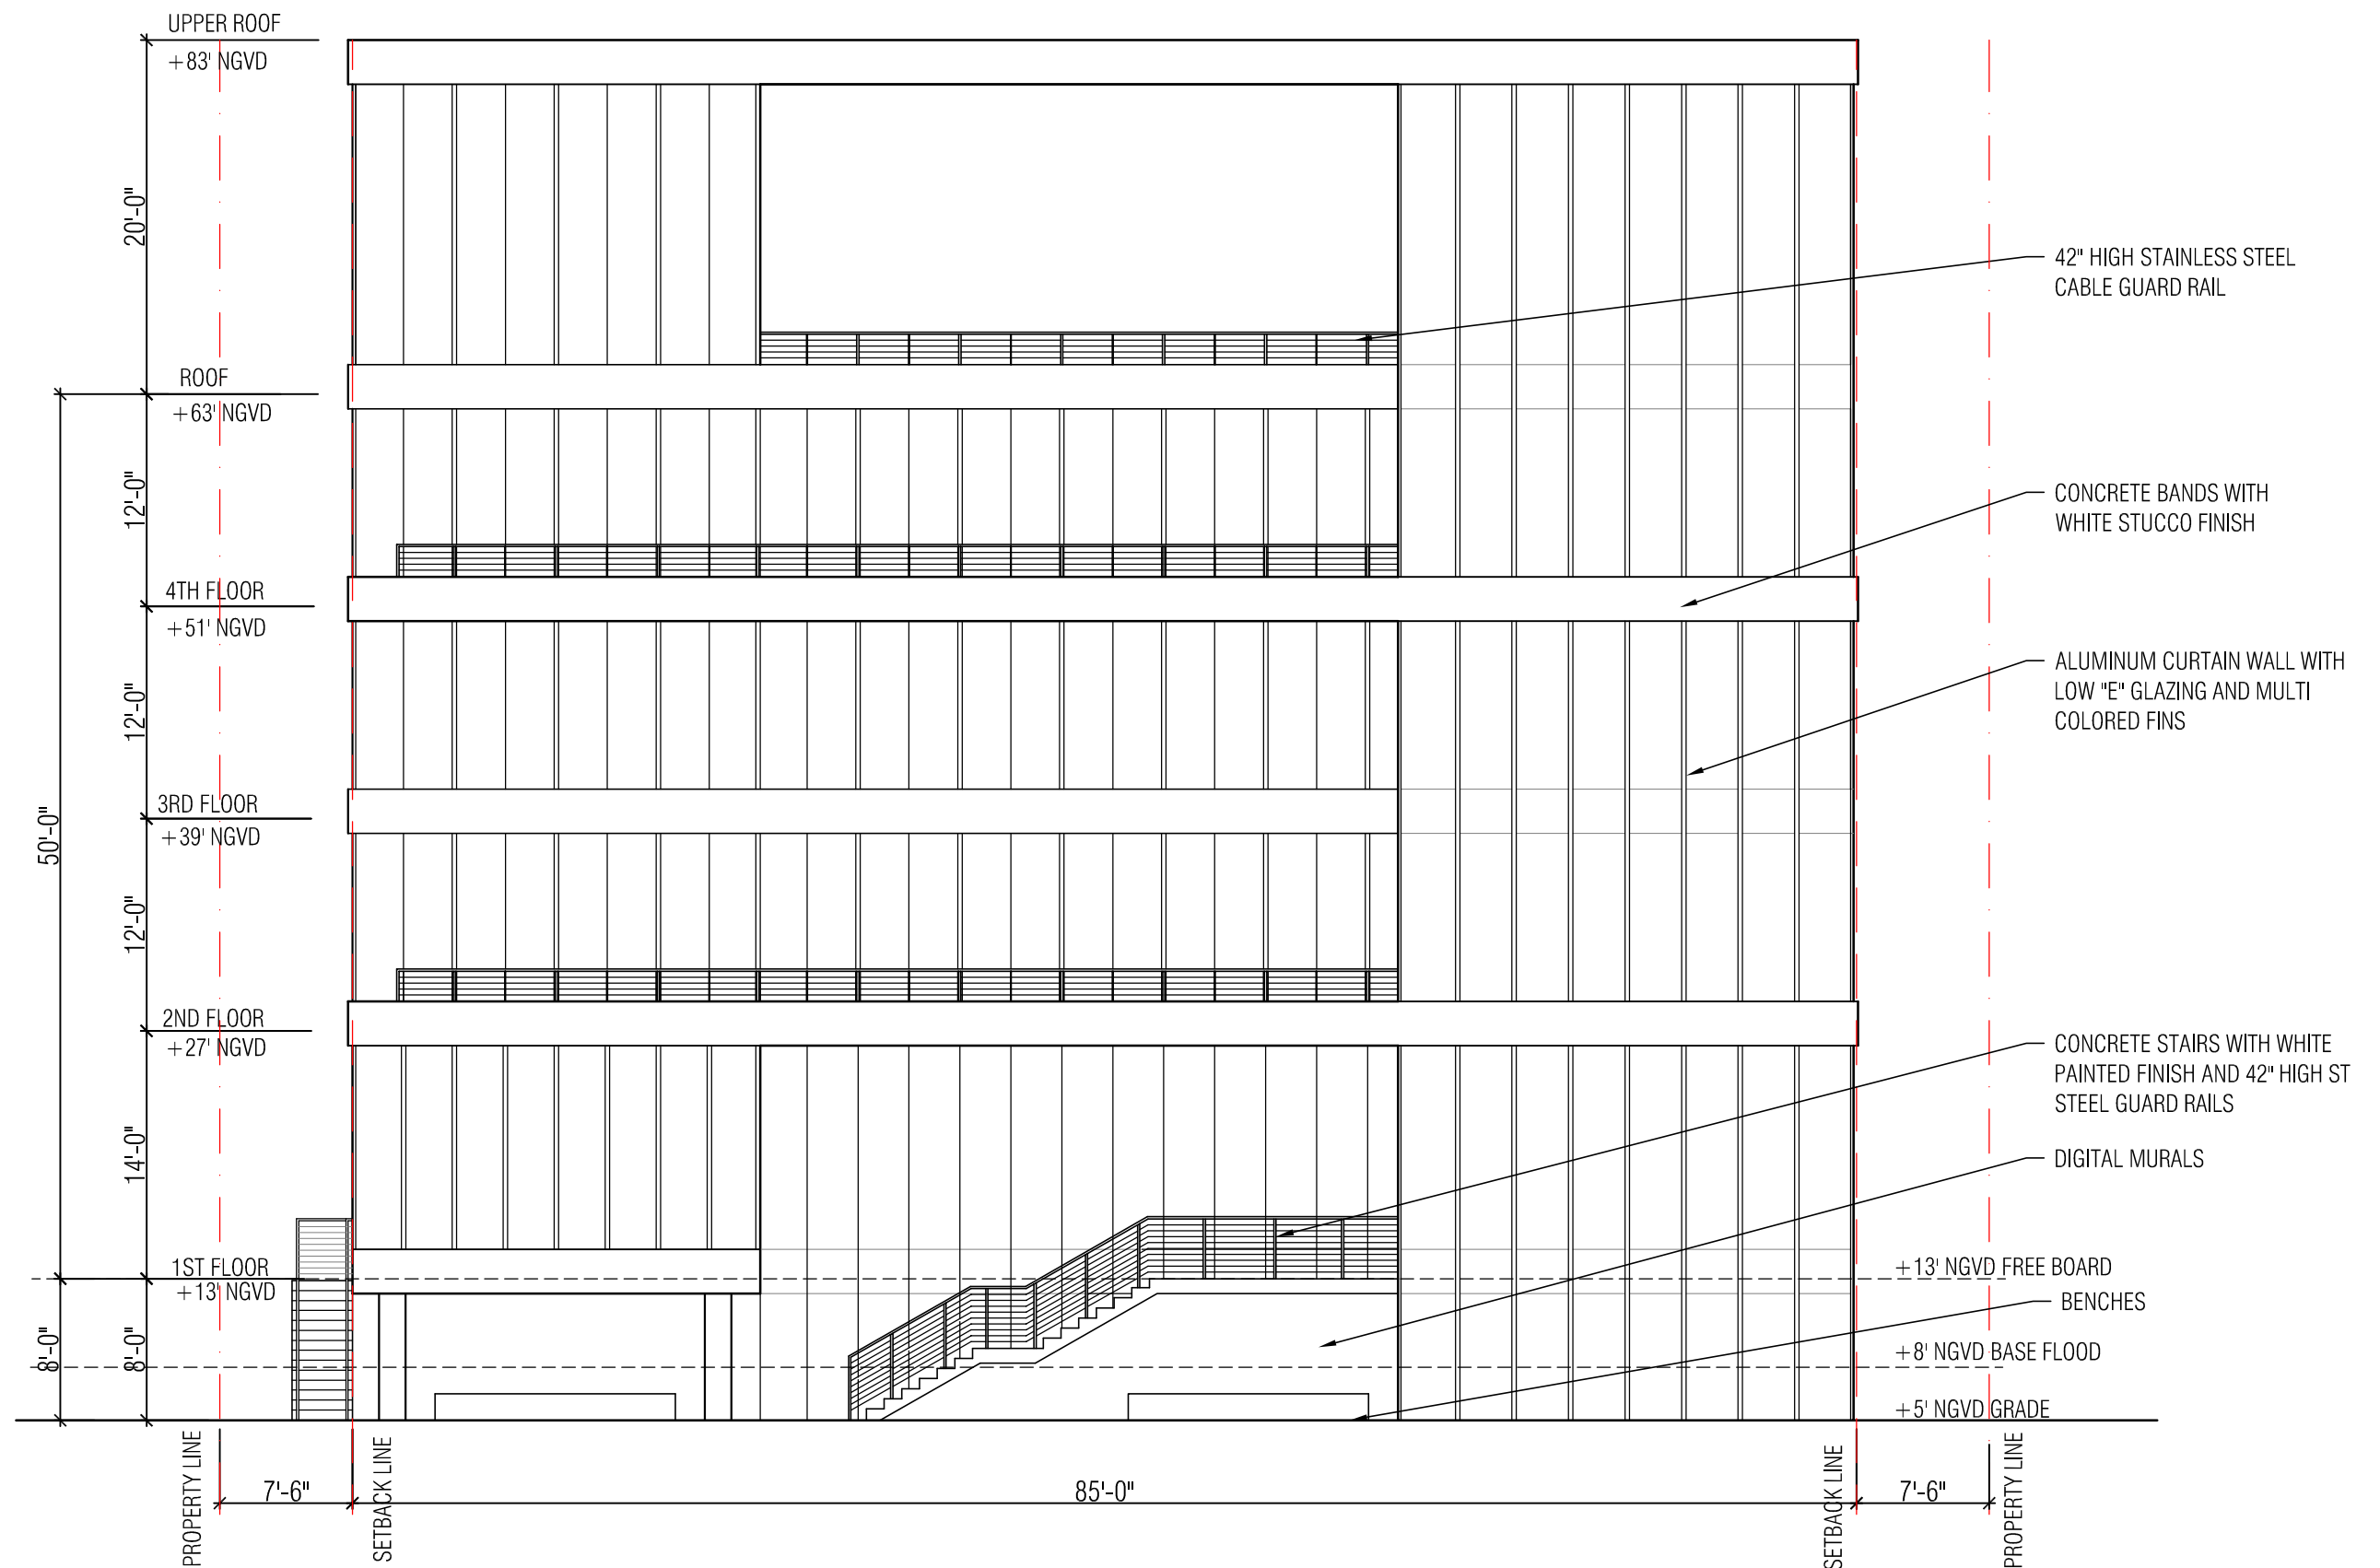 UPPER ROOF
+83' NGVD
20'-0"
42" HIGH STAINLESS STEEL
CABLE GUARD RAIL
ROOF
+63' NGVD
12'-0"
CONCRETE BANDS WITH
WHITE STUCCO FINISH
4TH FLOOR
+51' NGVD
12'-0"
ALUMINUM CURTAIN WALL WITH
LOW "E" GLAZING AND MULTI
COLORED FINS
3RD FLOOR
+39' NGVD
50'-0"
12'-0"
2ND FLOOR
+27' NGVD
CONCRETE STAIRS WITH WHITE
PAINTED FINISH AND 42" HIGH ST
STEEL GUARD RAILS
14'-0"
DIGITAL MURALS
1ST FLOOR
+13' NGVD
+13' NGVD FREE BOARD
BENCHES
8'-0"
8'-0"
+8' NGVD BASE FLOOD
+5' NGVD GRADE
PROPERTY LINE
7'-6"
SETBACK LINE
85'-0"
SETBACK LINE
7'-6"
PROPERTY LINE